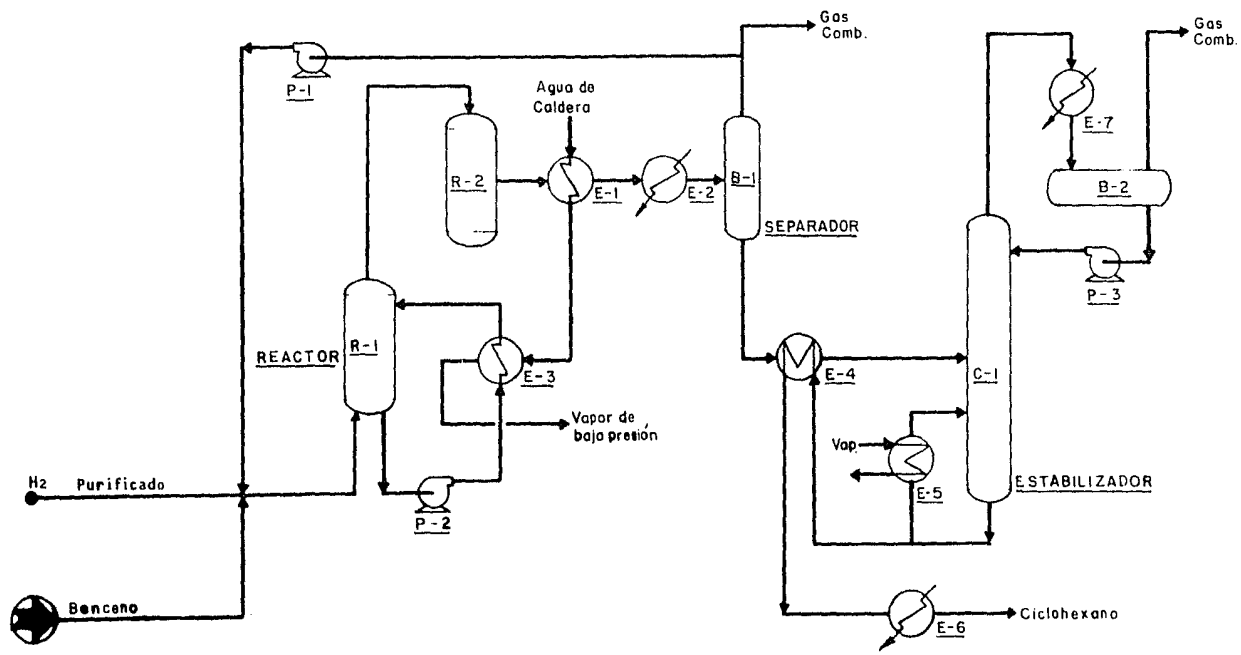 Gas
Comb.
Gas
Comb.
P-1
Agua de
Caldera
E-7
R-2
E-1
E-2
B-1
B-2
SEPARADOR
P-3
REACTOR
R-1
E-3
E-4
C-1
Vapor de
baja presión
Vap.
H2
Purificado
E-5
ESTABILIZADOR
P-2
Benceno
E-6
Ciclohexano